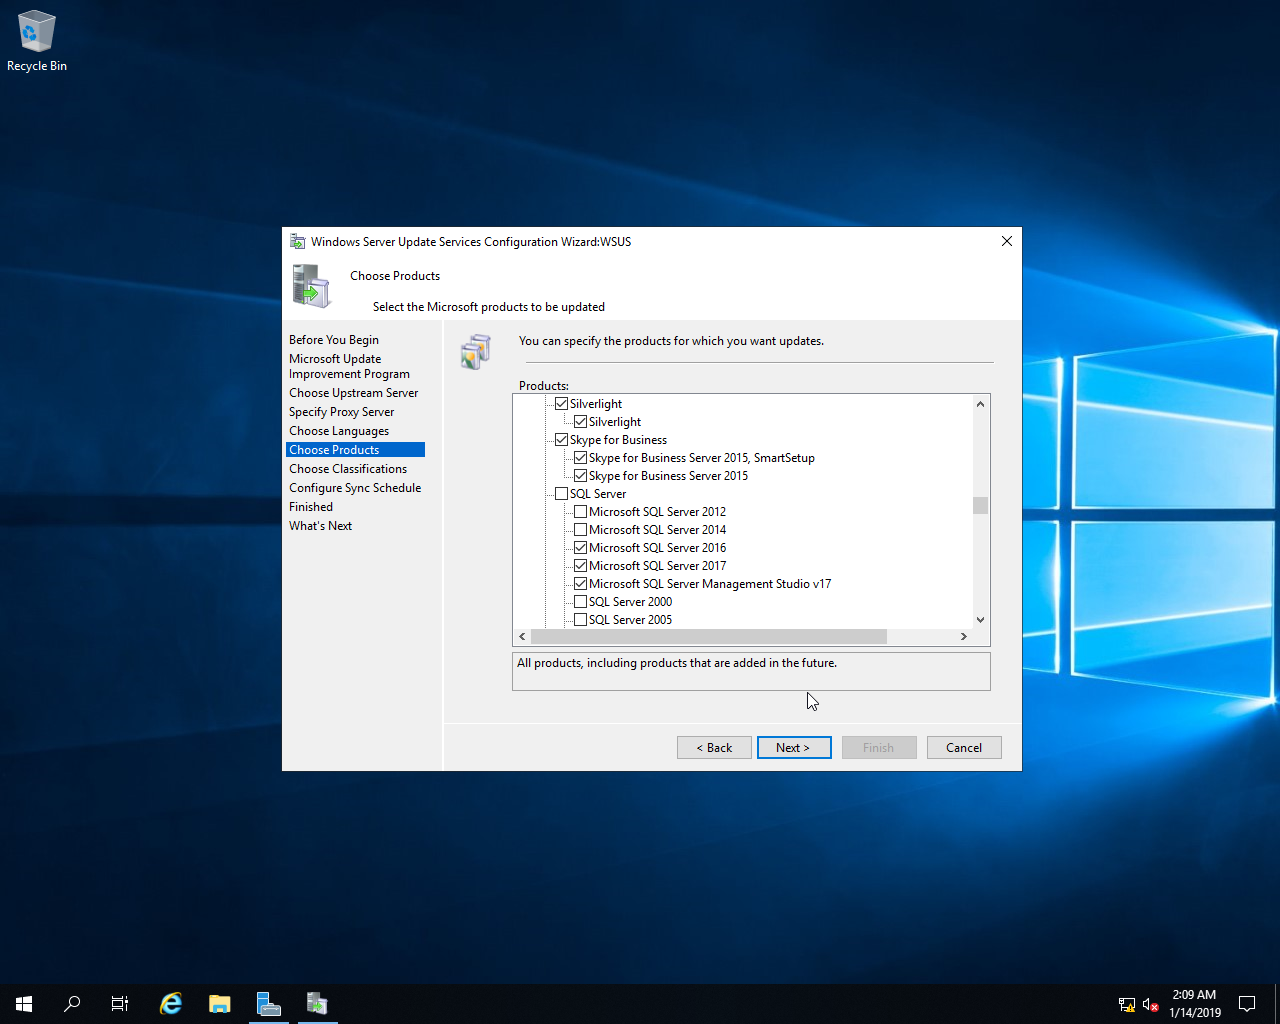 Recycle Bin
Windows Server Update Services Configuration Wizard:WSUS
Choose Products
Select the Microsoft products to be updated
Before You Begin
Microsoft Update
Improvement Program
Choose Upstream Server
Specify Proxy Server
Choose Languages
Choose Products
Choose Classifications
Configure Sync Schedule
Finished
What's Next
You can specify the products for which you want updates.
Products:
Silverlight
Silverlight
Skype for Business
Skype for Business Server 2015, SmartSetup
Skype for Business Server 2015
SQL Server
Microsoft SQL Server 2012
Microsoft SQL Server 2014
Microsoft SQL Server 2016
Microsoft SQL Server 2017
Microsoft SQL Server Management Studio v17
SQL Server 2000
SQL Server 2005
All products, including products that are added in the future.
< Back
Next >
Finish
Cancel
2:09 AM
1/14/2019